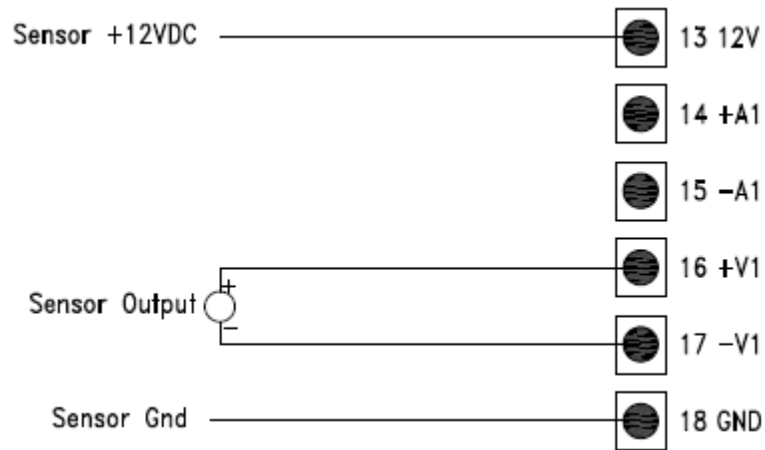 Sensor +12VDC
13 12V
14 +A1
15 −A1
16 +V1
+
Sensor Output
−
17 −V1
Sensor Gnd
18 GND